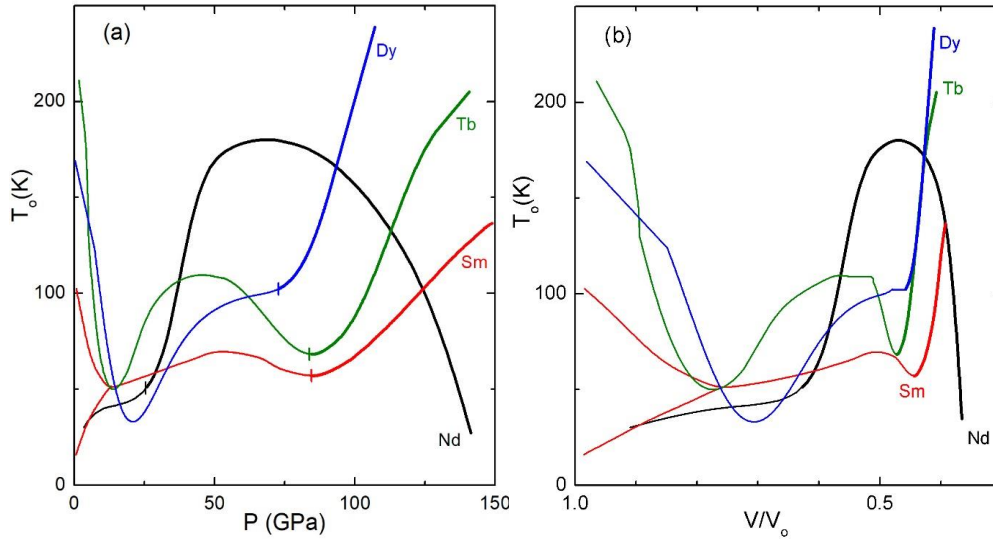 (a)
Dy
Tb
Sm
Nd
200
100
0
T₀(K)
0
50
100
150
P (GPa)
(b)
Dy
Tb
Sm
Nd
200
100
0
T₀(K)
1.0
0.5
V/V₀